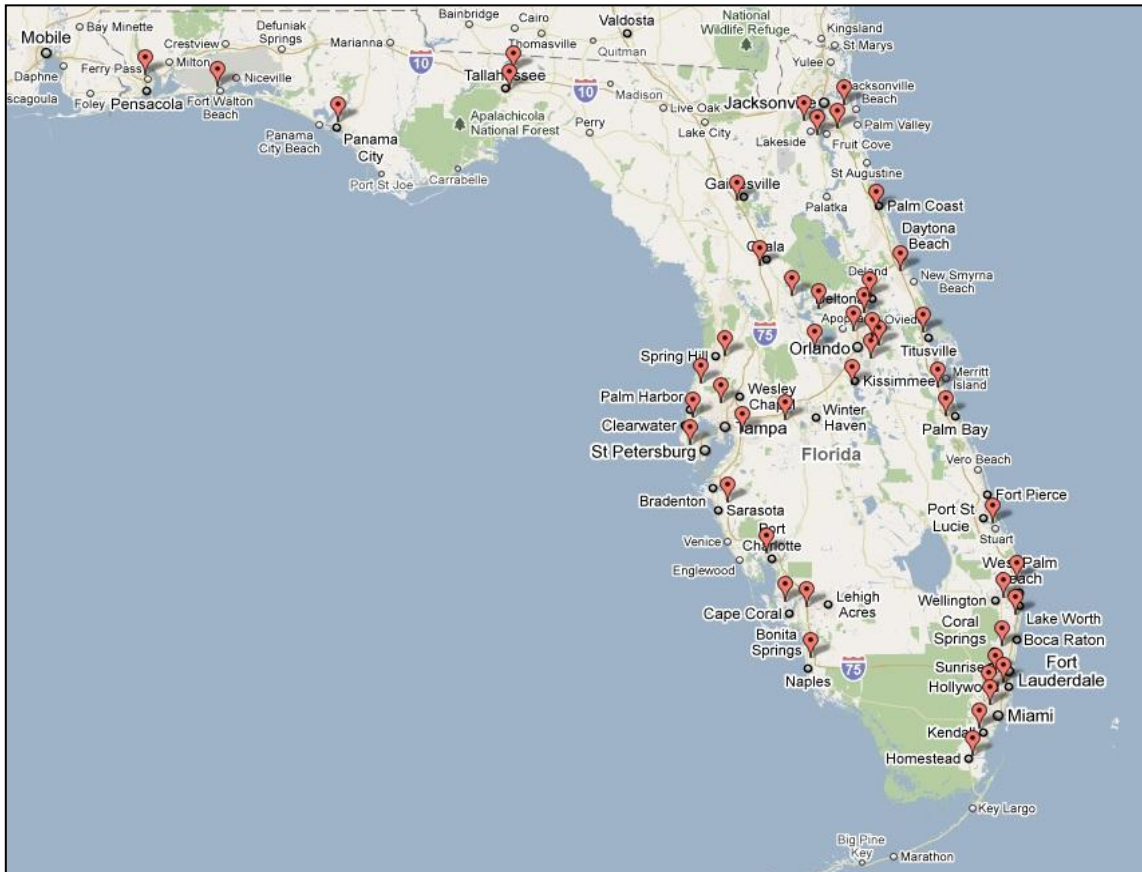 Bainbridge
Cairo
Thomasville
Valdosta
Quitman
National
Wildlife Refuge
Kingsland
St Marys
Yulee
Bay Minette
Mobile
Crestview
Defuniak
Springs
Marianna
10
Tallahassee
Madison
10
Live Oak
Lake City
Jacksonville
Jacksonville
Beach
Palm Valley
Daphne
Ferry Pass
Milton
Niceville
Foley
Pensacola
Fort Walton
Beach
Panama
City Beach
Panama
City
Apalachicola
National Forest
Perry
Lakeside
Fruit Cove
St Augustine
Port St Joe
Carrabelle
Gainesville
Palatka
Palm Coast
Daytona
Beach
Ocala
Deland
New Smyrna
Beach
Deltona
Oviedo
75
Orlando
Titusville
Spring Hill
Kissimmee
Merritt
Island
Palm Harbor
Wesley
Chapel
Winter
Haven
Clearwater
Tampa
Palm Bay
St Petersburg
Florida
Vero Beach
Bradenton
Sarasota
Fort Pierce
Port St
Lucie
Stuart
Venice
Port
Charlotte
Englewood
West Palm
Beach
Cape Coral
Lehigh
Acres
Wellington
Lake Worth
Coral
Springs
Boca Raton
Bonita
Springs
75
Naples
Sunrise
Fort
Lauderdale
Hollywood
Miami
Kendall
Homestead
Key Largo
Big Pine
Key
Marathon